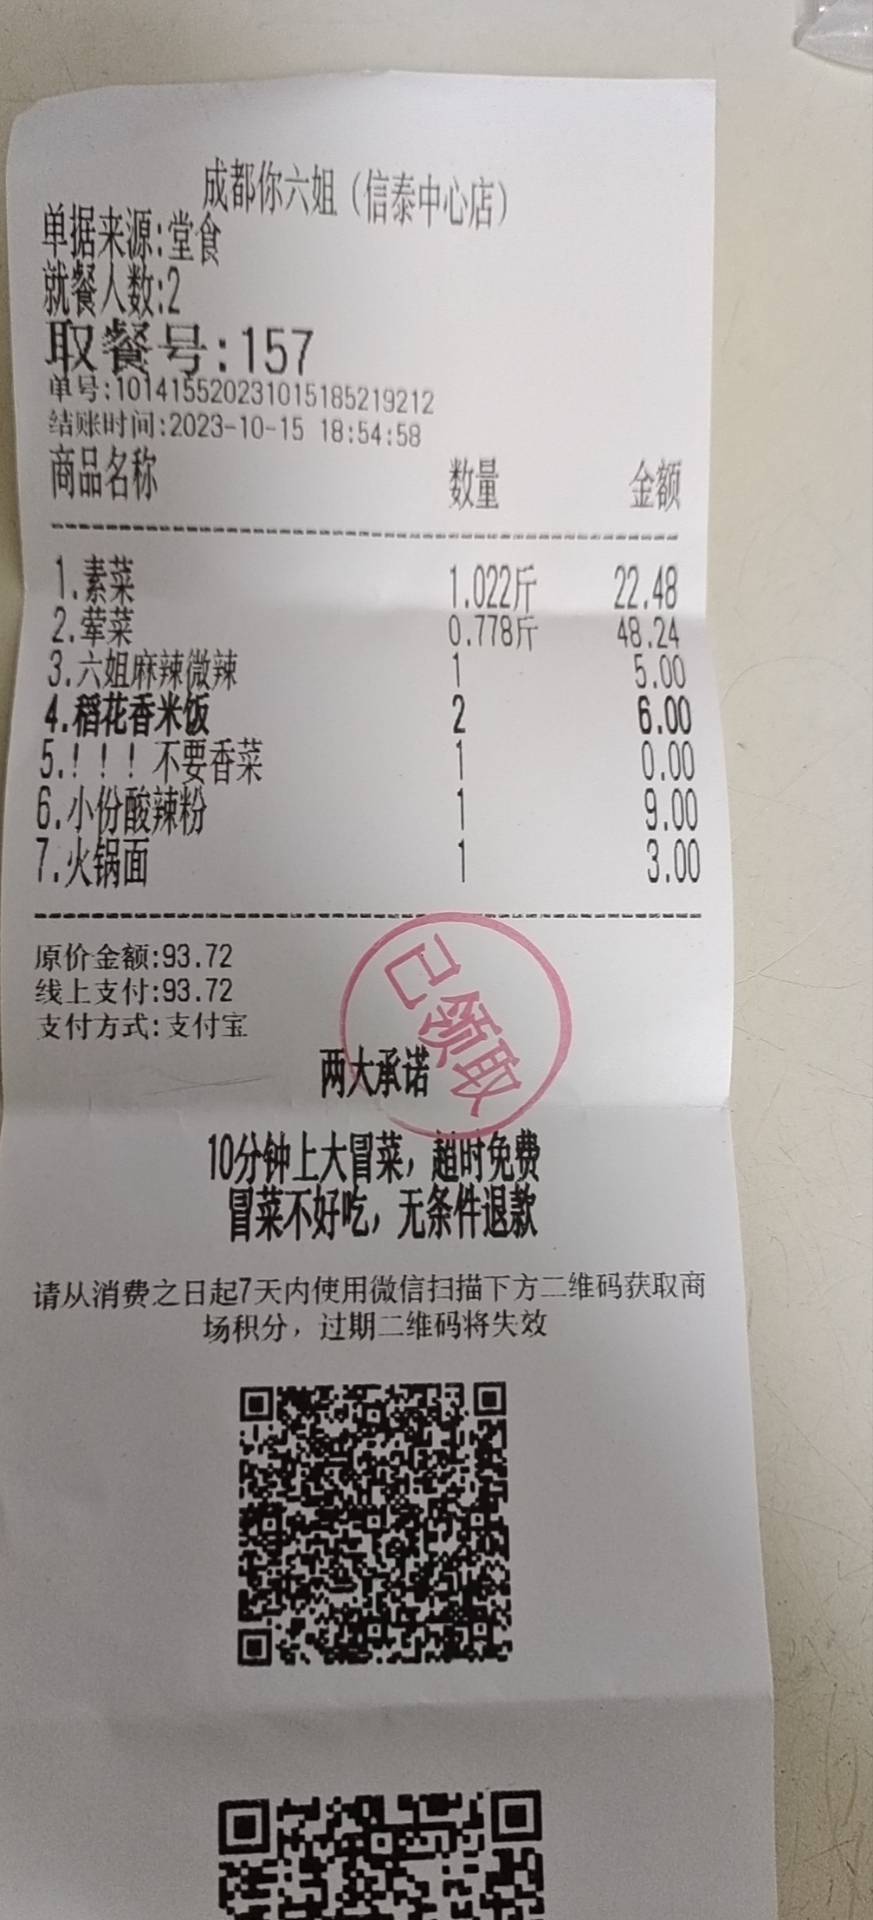 成都你六姐（信泰中心店）
单据来源:堂食
就餐人数:2
取餐号:157
单号:10141552023101518521921​2
结账时间:2023-10-15 18:54:58
商品名称 数量 金额
1.素菜 1.022斤 22.48
2.荤菜 0.778斤 48.24
3.六姐麻辣微辣 1 5.00
4.稻花香米饭 2 6.00
5.！！！不要香菜 1 0.00
6.小份酸辣粉 1 9.00
7.火锅面 1 3.00
原价金额:93.72
线上支付:93.72
支付方式:支付宝
已领取
两大承诺
10分钟上大冒菜，超时免费
冒菜不好吃，无条件退款
请从消费之日起7天内使用微信扫描下方二维码获取商
场积分，过期二维码将失效